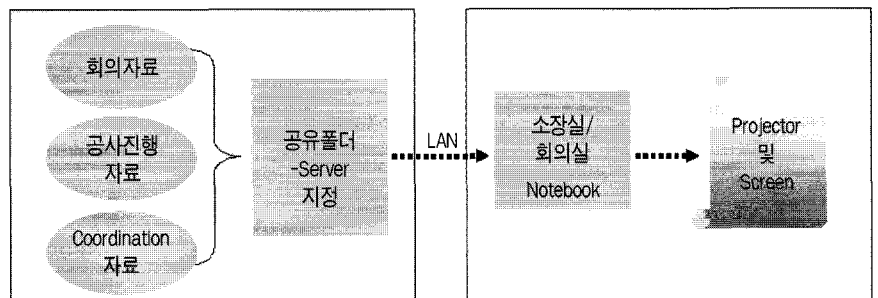 회의자료
공사진행
자료
Coordination
자료
공유폴더
-Server
지정
LAN
소장실/
회의실
Notebook
Projector
및
Screen